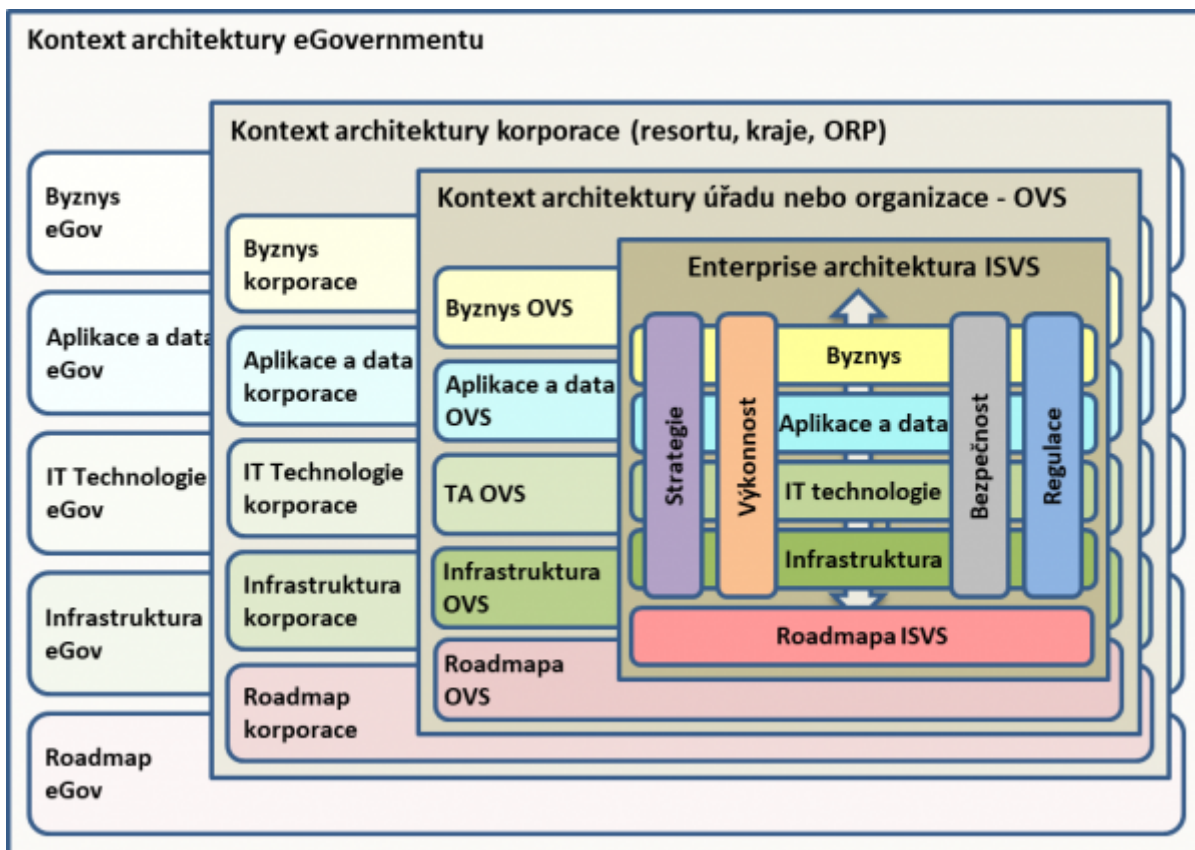 Kontext architektury eGovernmentu
Kontext architektury korporace (resortu, kraje, ORP)
Kontext architektury úřadu nebo organizace - OVS
Enterprise architektura ISVS
Byznys
eGov
Aplikace a data
eGov
IT Technologie
eGov
Infrastruktura
eGov
Roadmap
eGov
Byznys
korporace
Aplikace a data
korporace
IT Technologie
korporace
Infrastruktura
korporace
Roadmap
korporace
Byznys OVS
Aplikace a data
OVS
TA OVS
Infrastruktura
OVS
Roadmapa
OVS
Strategie
Výkonnost
Byznys
Aplikace a data
IT technologie
Infrastruktura
Bezpečnost
Regulace
Roadmapa ISVS